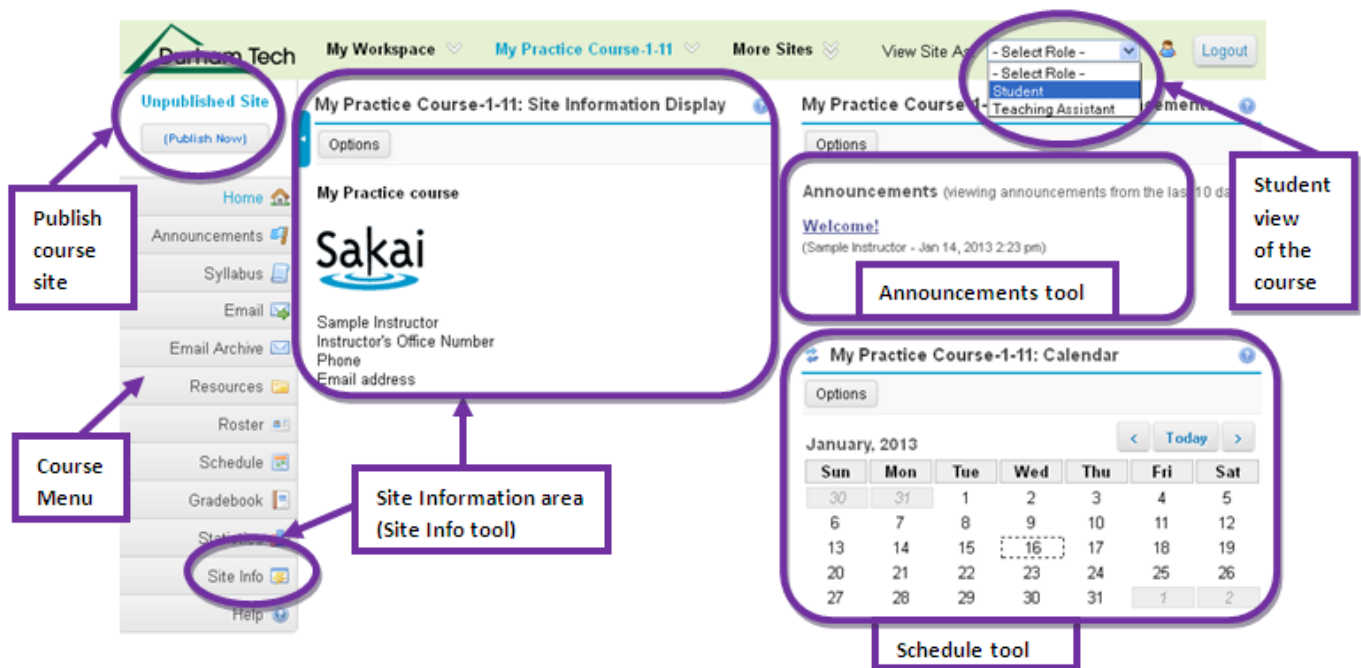 Durham Tech
My Workspace
My Practice Course-1-11
More Sites
View Site As
- Select Role -
Logout
- Select Role -
Student
Teaching Assistant
Unpublished Site
(Publish Now)
Home
Announcements
Syllabus
Email
Email Archive
Resources
Roster
Schedule
Gradebook
Statistics
Site Info
Help
Publish
course
site
Course
Menu
My Practice Course-1-11: Site Information Display
Options
My Practice course
Sakai
Sample Instructor
Instructor's Office Number
Phone
Email address
Site Information area
(Site Info tool)
My Practice Course-1-
Options
Announcements (viewing announcements from the last 10 da
Welcome!
(Sample Instructor - Jan 14, 2013 2:23 pm)
Announcements tool
Student
view
of the
course
My Practice Course-1-11: Calendar
Options
January, 2013
< Today >
Sun Mon Tue Wed Thu Fri Sat
30 31 1 2 3 4 5
6 7 8 9 10 11 12
13 14 15 16 17 18 19
20 21 22 23 24 25 26
27 28 29 30 31 1 2
Schedule tool